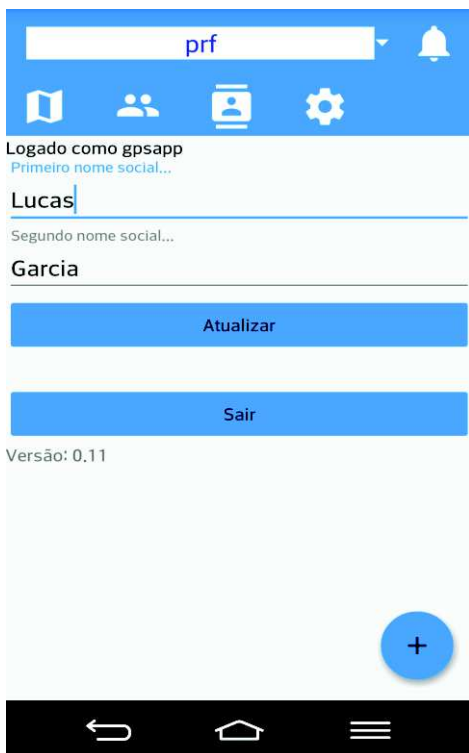 prf
Logado como gpsapp
Primeiro nome social...
Lucas
Segundo nome social...
Garcia
Atualizar
Sair
Versão: 0.11
+